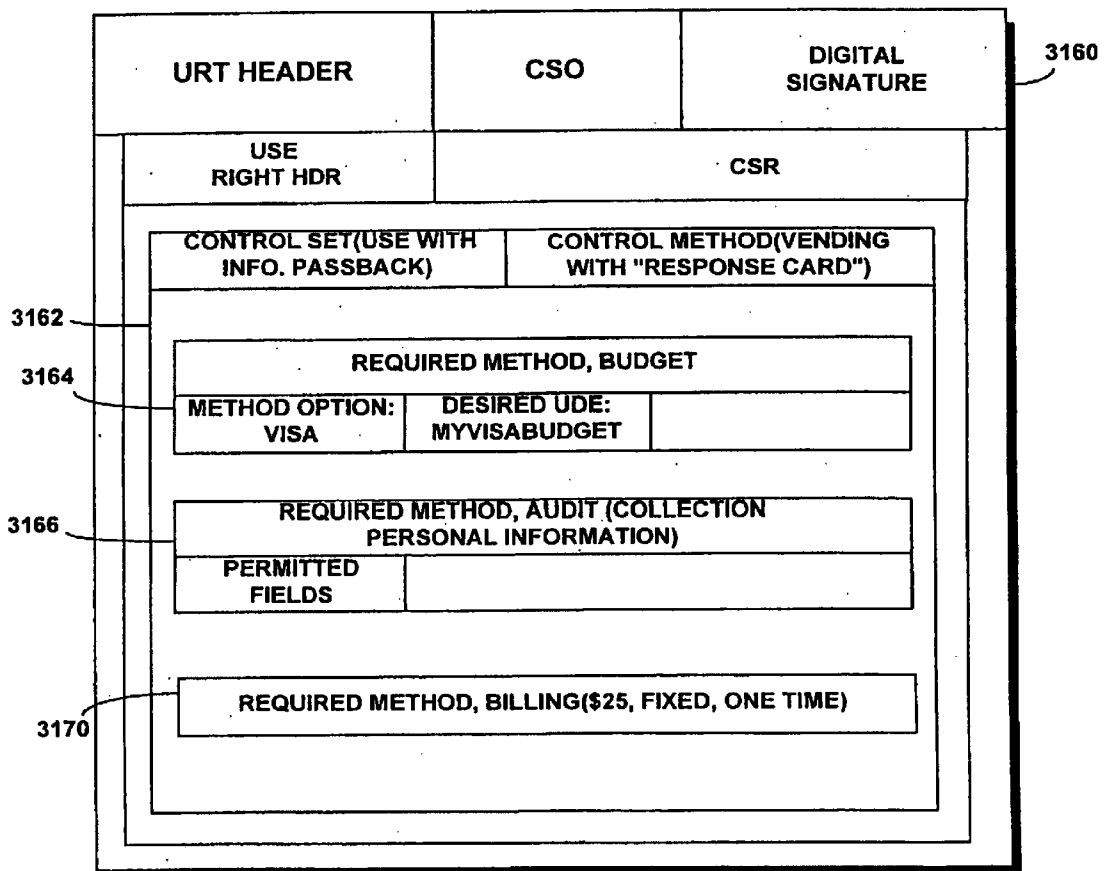 URT HEADER
CSO
DIGITAL
SIGNATURE
3160
USE
RIGHT HDR
CSR
CONTROL SET(USE WITH
INFO. PASSBACK)
CONTROL METHOD(VENDING
WITH "RESPONSE CARD")
3162
REQUIRED METHOD, BUDGET
3164
METHOD OPTION:
VISA
DESIRED UDE:
MYVISABUDGET
REQUIRED METHOD, AUDIT (COLLECTION
PERSONAL INFORMATION)
3166
PERMITTED
FIELDS
REQUIRED METHOD, BILLING($25, FIXED, ONE TIME)
3170